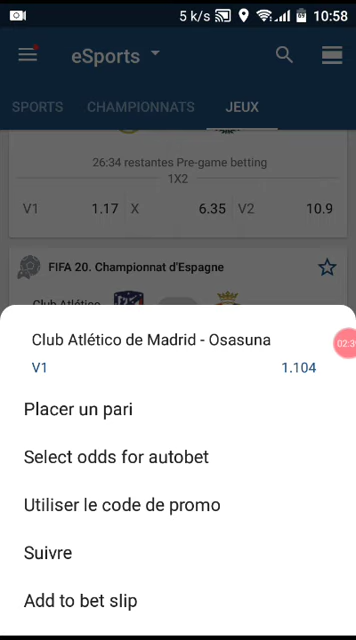 5 k/s 10:58
eSports
SPORTS CHAMPIONNATS JEUX
26:34 restantes Pre-game betting
1X2
V1 1.17 X 6.35 V2 10.9
FIFA 20. Championnat d'Espagne
Club Atlético
Club Atlético de Madrid - Osasuna
V1 1.104
Placer un pari
Select odds for autobet
Utiliser le code de promo
Suivre
Add to bet slip